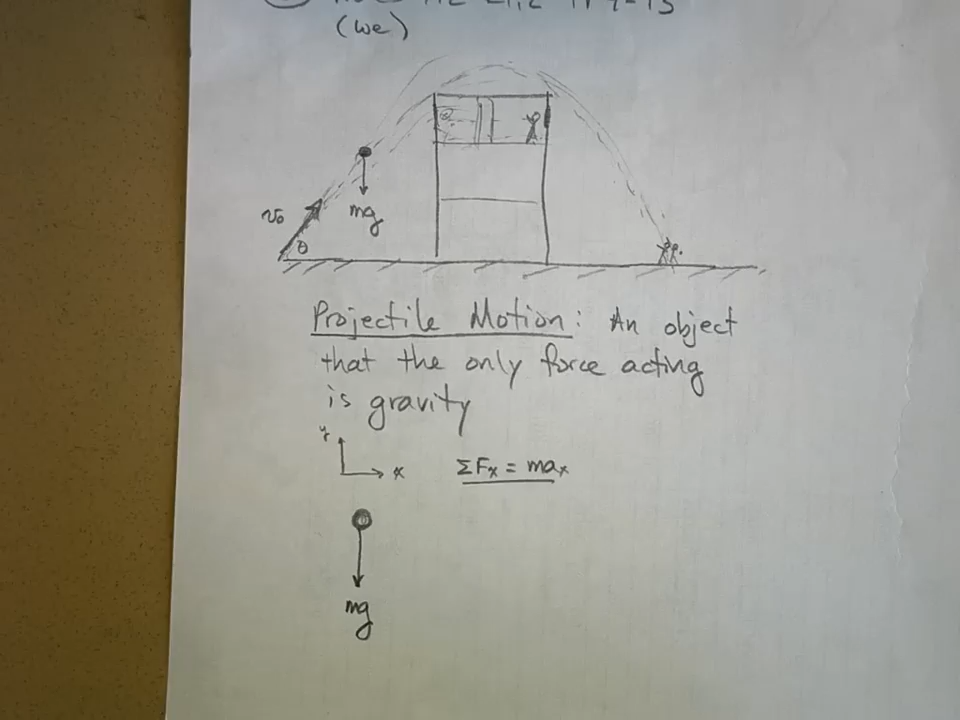 (we)
v₀
θ
mg
Projectile Motion: An object
that the only force acting
is gravity
y
x
ΣFx = max
mg